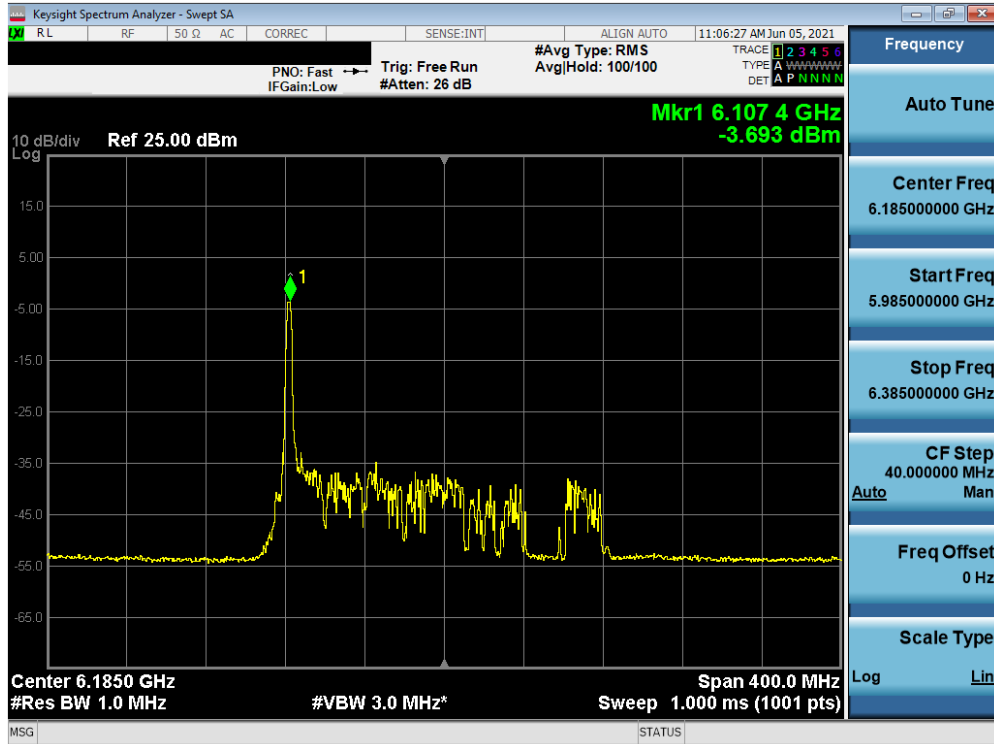 Keysight Spectrum Analyzer - Swept SA
LXI RL RF 50 Ω AC CORREC SENSE:INT ALIGN AUTO 11:06:27 AM Jun 05, 2021
PNO: Fast
IFGain:Low
Trig: Free Run
#Atten: 26 dB
#Avg Type: RMS
Avg|Hold: 100/100
TRACE 1 2 3 4 5 6
TYPE A WWWWW
DET A P N N N N
Mkr1 6.107 4 GHz
-3.693 dBm
10 dB/div Ref 25.00 dBm
Log
15.0
5.00
-5.00
-15.0
-25.0
-35.0
-45.0
-55.0
-65.0
1
Center 6.1850 GHz Span 400.0 MHz
#Res BW 1.0 MHz #VBW 3.0 MHz* Sweep 1.000 ms (1001 pts)
MSG STATUS
Frequency
Auto Tune
Center Freq
6.185000000 GHz
Start Freq
5.985000000 GHz
Stop Freq
6.385000000 GHz
CF Step
40.000000 MHz
Auto Man
Freq Offset
0 Hz
Scale Type
Log Lin